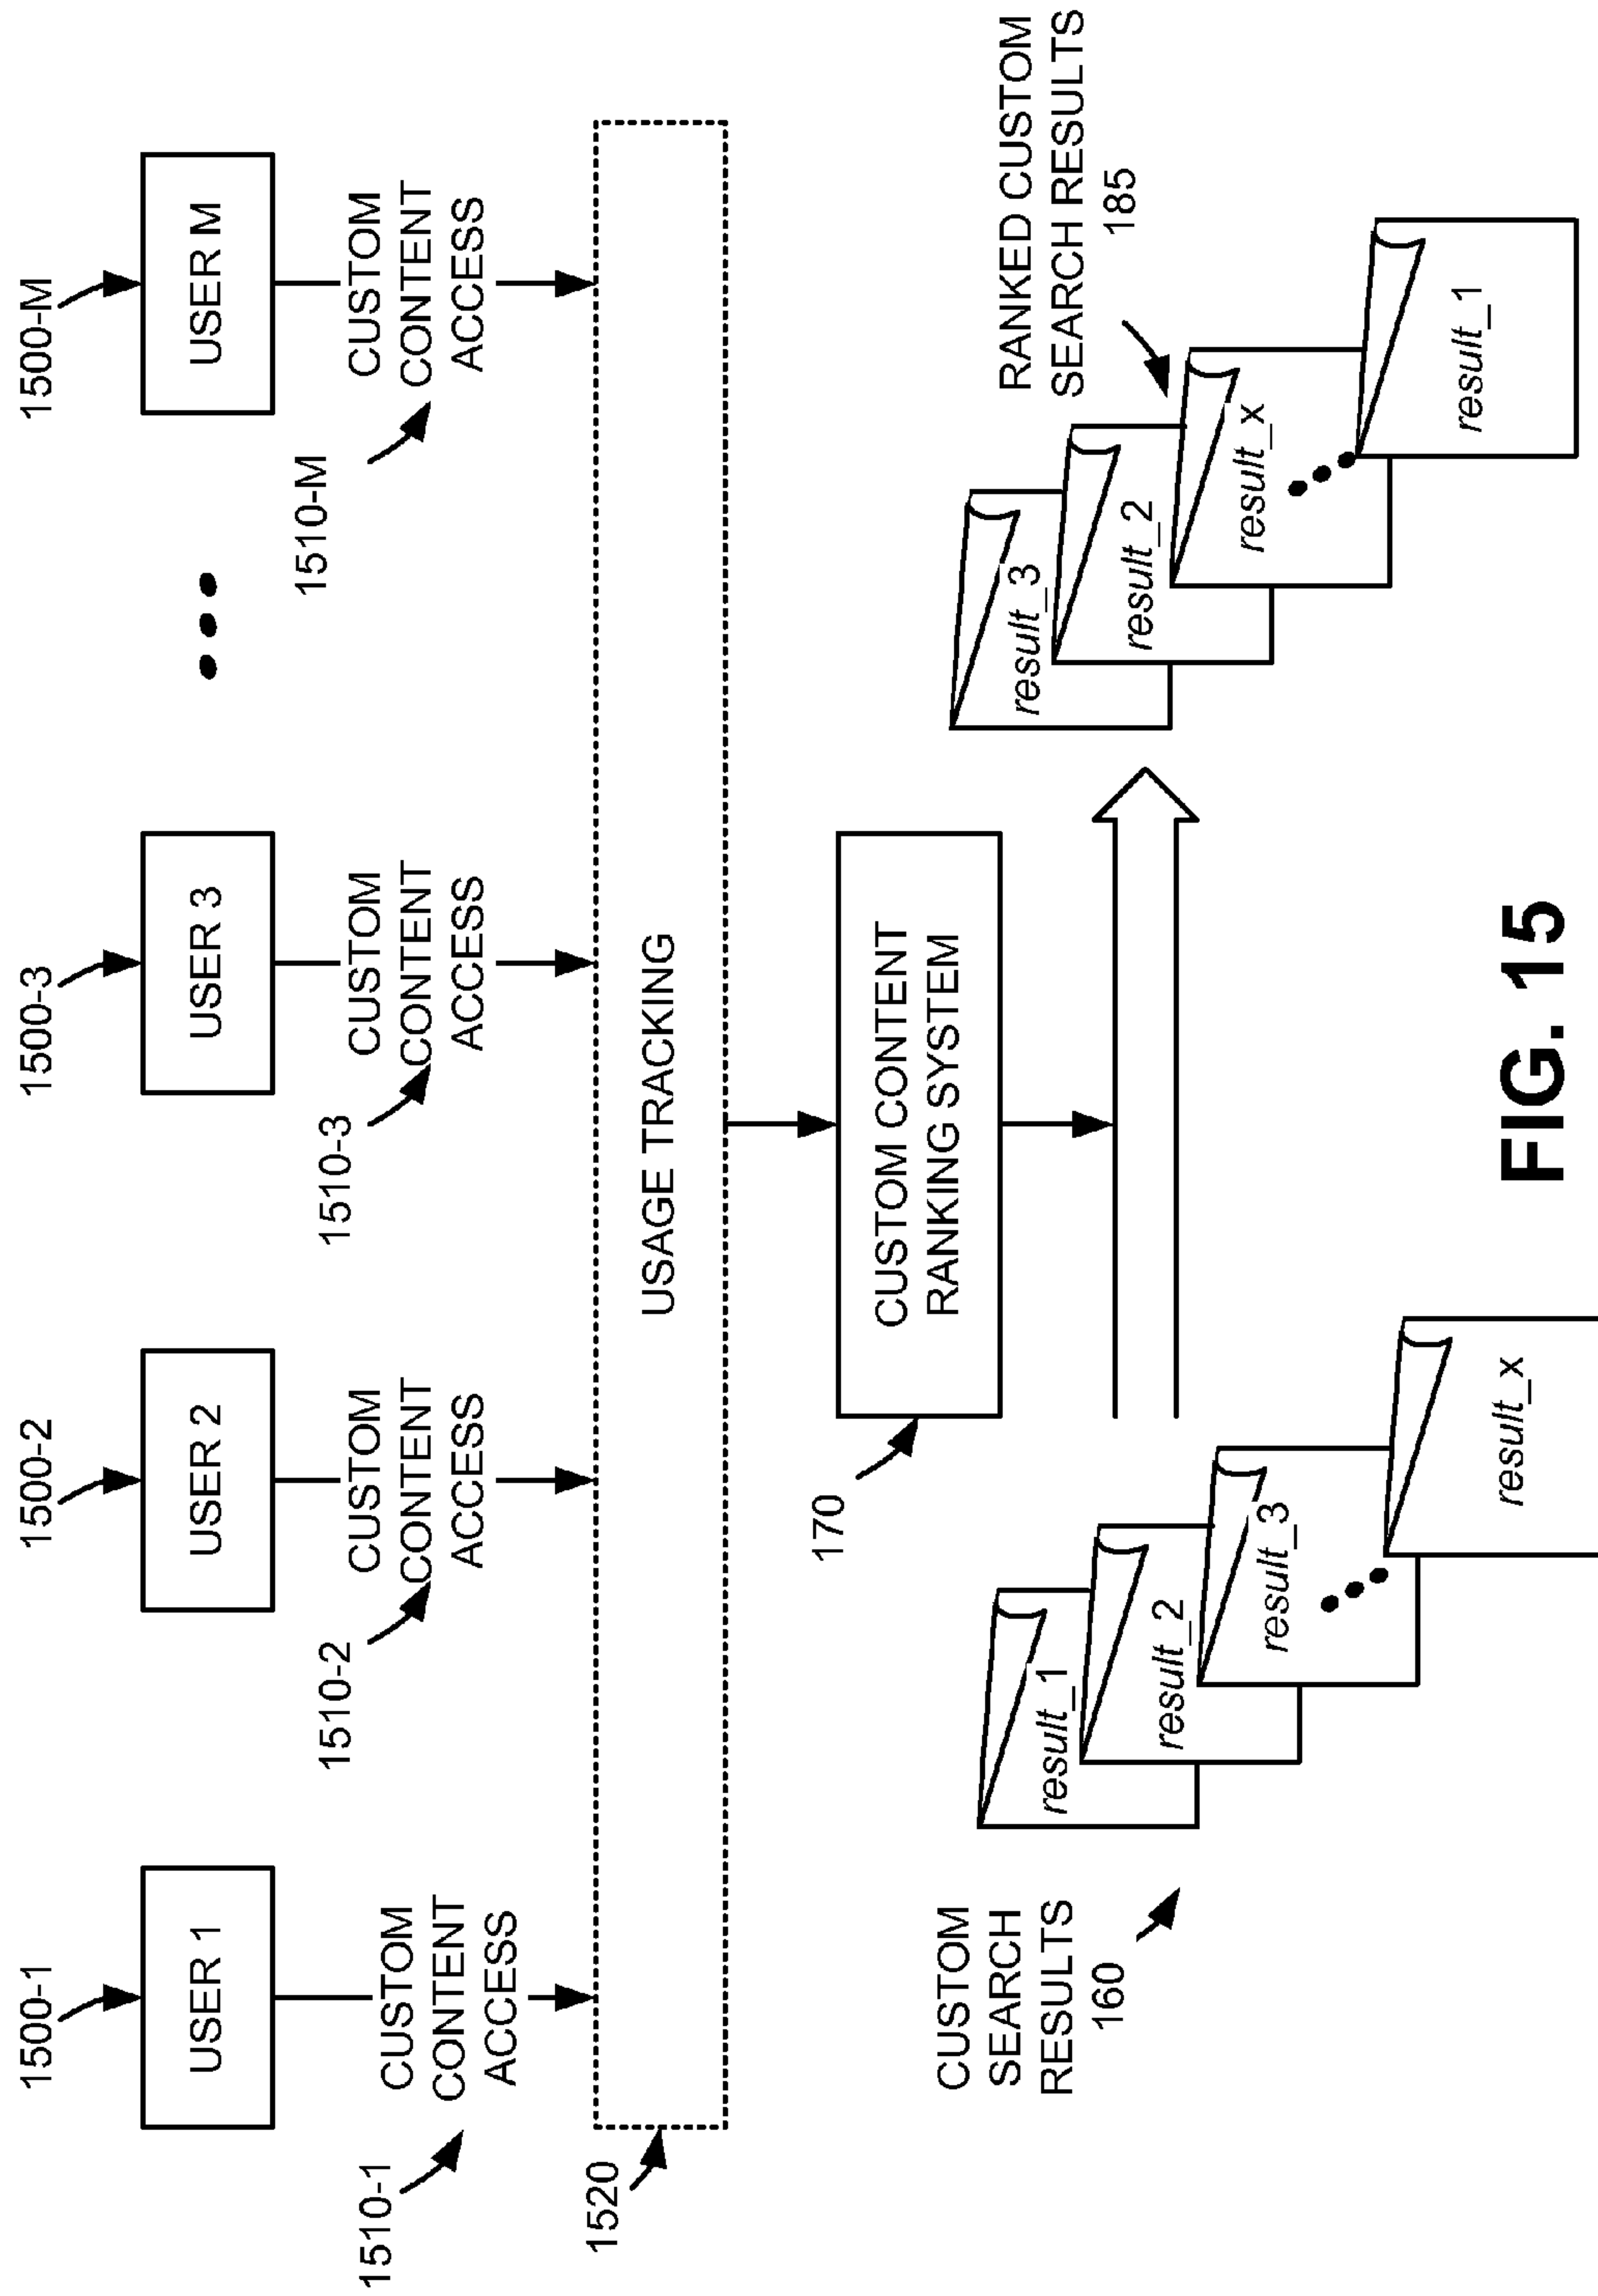 1500-1
1500-2
1500-3
1500-M
USER 1
USER 2
USER 3
USER M
1510-1
CUSTOM
CONTENT
ACCESS
1510-2
CUSTOM
CONTENT
ACCESS
1510-3
CUSTOM
CONTENT
ACCESS
1510-M
CUSTOM
CONTENT
ACCESS
1520
USAGE TRACKING
170
CUSTOM CONTENT
RANKING SYSTEM
CUSTOM
SEARCH
RESULTS
160
result_1
result_2
result_3
result_x
RANKED CUSTOM
SEARCH RESULTS
185
result_3
result_2
result_x
result_1
FIG. 15